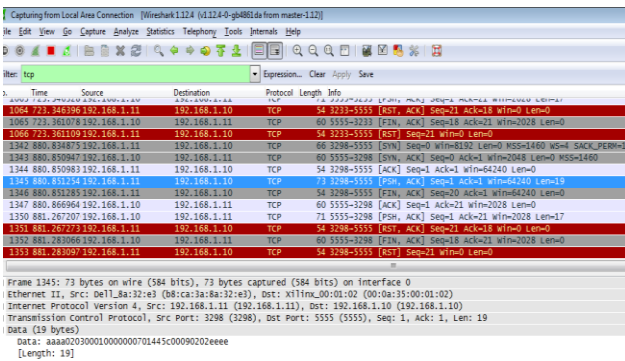 Capturing from Local Area Connection [Wireshark 1.12.4 (v1.12.4-0-gb4861da from master-1.12)]
File Edit View Go Capture Analyze Statistics Telephony Tools Internals Help
Filter: tcp Expression... Clear Apply Save
Time Source Destination Protocol Length Info
1064 723.346396 192.168.1.11 192.168.1.10 TCP 54 3233→5555 [RST, ACK] Seq=21 Ack=18 Win=0 Len=0
1065 723.361078 192.168.1.10 192.168.1.11 TCP 60 5555→3233 [FIN, ACK] Seq=18 Ack=21 Win=2028 Len=0
1066 723.361109 192.168.1.11 192.168.1.10 TCP 54 3233→5555 [RST] Seq=21 Win=0 Len=0
1342 880.834875 192.168.1.11 192.168.1.10 TCP 66 3298→5555 [SYN] Seq=0 Win=8192 Len=0 MSS=1460 WS=4 SACK_PERM=1
1343 880.850947 192.168.1.10 192.168.1.11 TCP 60 5555→3298 [SYN, ACK] Seq=0 Ack=1 Win=2048 Len=0 MSS=1460
1344 880.850983 192.168.1.11 192.168.1.10 TCP 54 3298→5555 [ACK] Seq=1 Ack=1 Win=64240 Len=0
1345 880.851254 192.168.1.11 192.168.1.10 TCP 73 3298→5555 [PSH, ACK] Seq=1 Ack=1 Win=64240 Len=19
1346 880.851285 192.168.1.11 192.168.1.10 TCP 54 3298→5555 [FIN, ACK] Seq=20 Ack=1 Win=64240 Len=0
1347 880.866964 192.168.1.10 192.168.1.11 TCP 60 5555→3298 [ACK] Seq=1 Ack=21 Win=2028 Len=0
1350 881.267207 192.168.1.10 192.168.1.11 TCP 71 5555→3298 [PSH, ACK] Seq=1 Ack=21 Win=2028 Len=17
1351 881.267273 192.168.1.11 192.168.1.10 TCP 54 3298→5555 [RST, ACK] Seq=21 Ack=18 Win=0 Len=0
1352 881.283066 192.168.1.10 192.168.1.11 TCP 60 5555→3298 [FIN, ACK] Seq=18 Ack=21 Win=2028 Len=0
1353 881.283097 192.168.1.11 192.168.1.10 TCP 54 3298→5555 [RST] Seq=21 Win=0 Len=0
Frame 1345: 73 bytes on wire (584 bits), 73 bytes captured (584 bits) on interface 0
Ethernet II, Src: Dell_8a:32:e3 (b8:ca:3a:8a:32:e3), Dst: Xilinx_00:01:02 (00:0a:35:00:01:02)
Internet Protocol Version 4, Src: 192.168.1.11 (192.168.1.11), Dst: 192.168.1.10 (192.168.1.10)
Transmission Control Protocol, Src Port: 3298 (3298), Dst Port: 5555 (5555), Seq: 1, Ack: 1, Len: 19
Data (19 bytes)
Data: aaaa020300010000000701445c00090202eeee
[Length: 19]